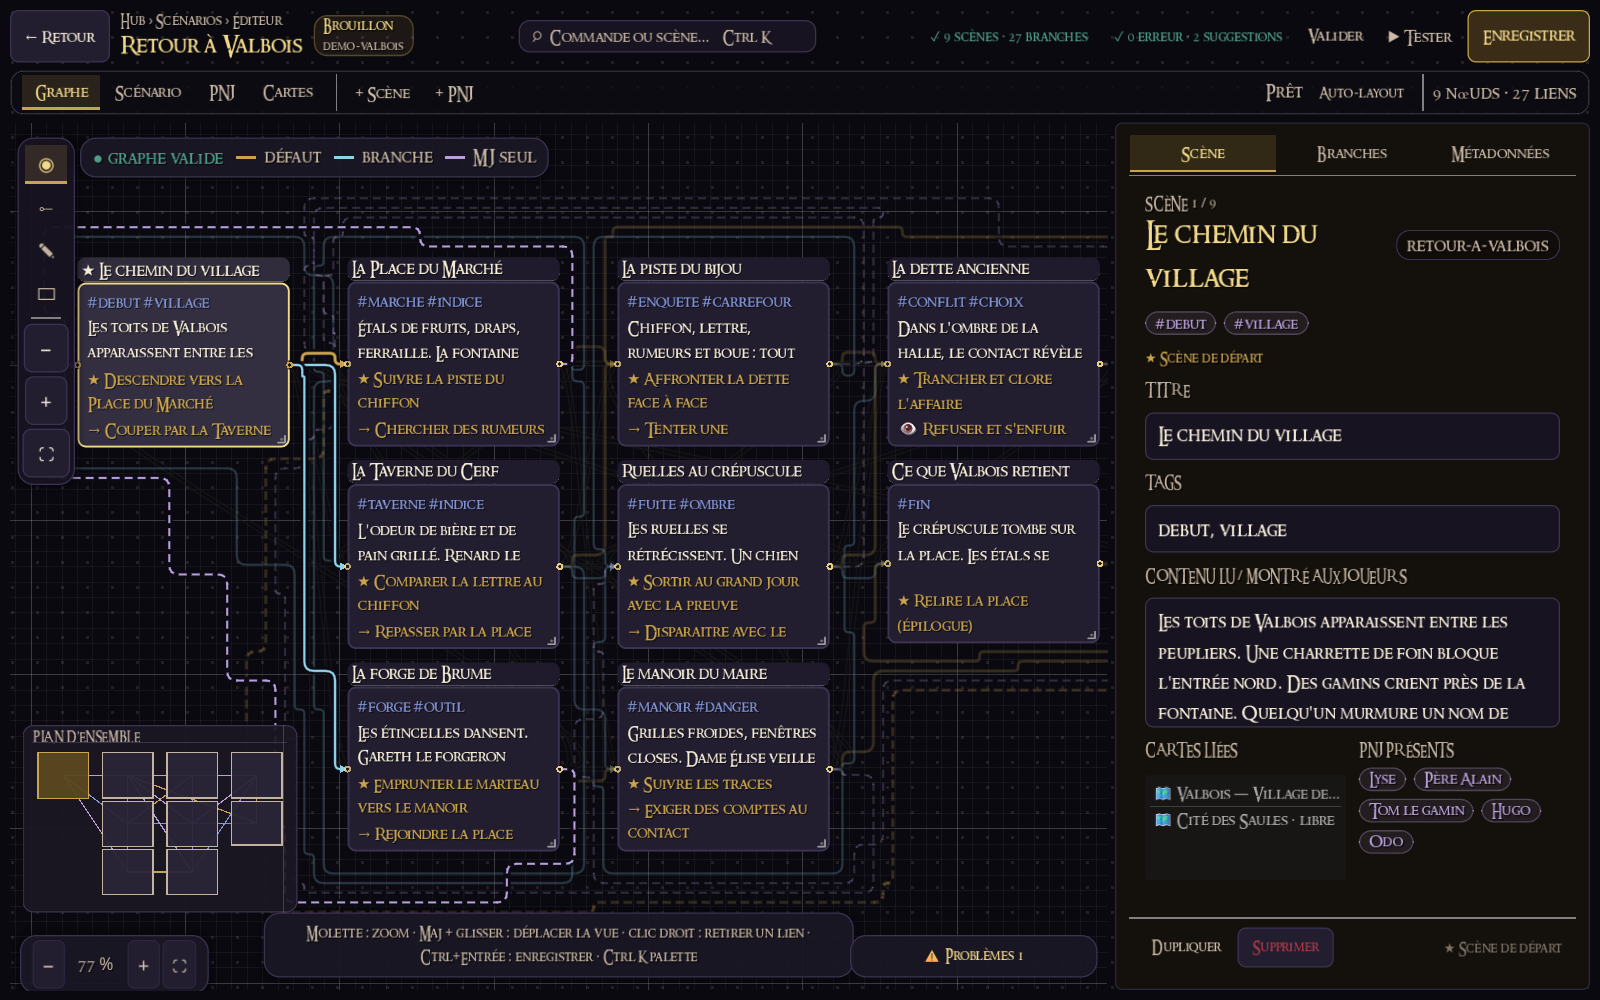 ← Retour
Hub › Scénarios › Éditeur
Retour à Valbois
Brouillon
demo-valbois
Commande ou scène... Ctrl K
✓ 9 scènes · 27 branches
✓ 0 erreur · 2 suggestions
Valider
▶ Tester
Enregistrer
Graphe
Scénario
PNJ
Cartes
+ Scène
+ PNJ
Prêt
Auto-layout
9 nœuds · 27 liens
● Graphe valide
défaut
branche
MJ seul
★ Le chemin du village
#debut #village
Les toits de Valbois
apparaissent entre les
★ Descendre vers la
Place du Marché
→ Couper par la Taverne
La Place du Marché
#marche #indice
Étals de fruits, draps,
ferraille. La fontaine
★ Suivre la piste du
chiffon
→ Chercher des rumeurs
La piste du bijou
#enquete #carrefour
Chiffon, lettre,
rumeurs et boue : tout
★ Affronter la dette
face à face
→ Tenter une
La dette ancienne
#conflit #choix
Dans l'ombre de la
halle, le contact révèle
★ Trancher et clore
l'affaire
👁 Refuser et s'enfuir
La Taverne du Cerf
#taverne #indice
L'odeur de bière et de
pain grillé. Renard le
★ Comparer la lettre au
chiffon
→ Repasser par la place
Ruelles au crépuscule
#fuite #ombre
Les ruelles se
rétrécissent. Un chien
★ Sortir au grand jour
avec la preuve
→ Disparaitre avec le
Ce que Valbois retient
#fin
Le crépuscule tombe sur
la place. Les étals se
★ Relire la place
(épilogue)
La forge de Brume
#forge #outil
Les étincelles dansent.
Gareth le forgeron
★ Emprunter le marteau
vers le manoir
→ Rejoindre la place
Le manoir du maire
#manoir #danger
Grilles froides, fenêtres
closes. Dame Élise veille
★ Suivre les traces
→ Exiger des comptes au
contact
Plan d'ensemble
− 77 % +
Molette : zoom · Maj + glisser : déplacer la vue · clic droit : retirer un lien ·
Ctrl+Entrée : enregistrer · Ctrl K palette
⚠ Problèmes 1
Scène
Branches
Métadonnées
Scène 1 / 9
Le chemin du
village
retour-a-valbois
#debut
#village
★ Scène de départ
Titre
Le chemin du village
Tags
debut, village
Contenu lu / montré aux joueurs
Les toits de Valbois apparaissent entre les
peupliers. Une charrette de foin bloque
l'entrée nord. Des gamins crient près de la
fontaine. Quelqu'un murmure un nom de
Cartes liées
Valbois — Village de...
Cité des Saules · libre
PNJ présents
Lyse
Père Alain
Tom le gamin
Hugo
Odo
Dupliquer
Supprimer
★ Scène de départ